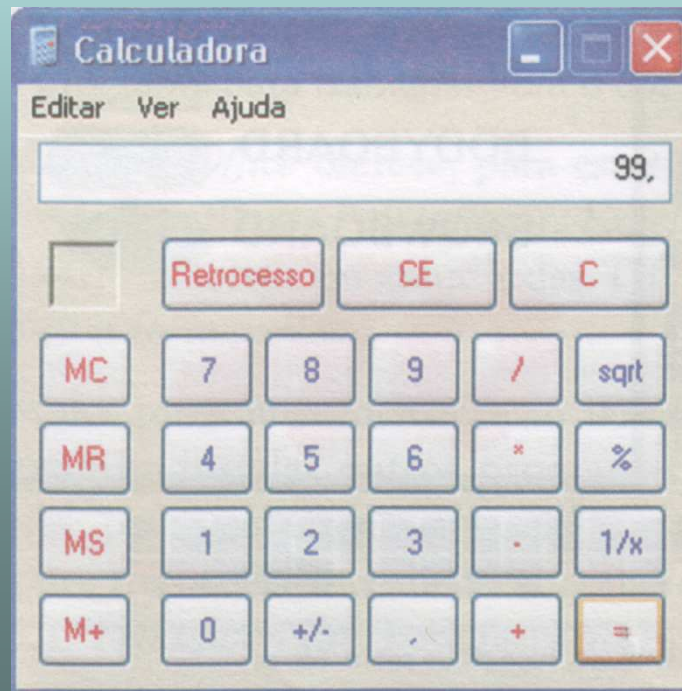 Calculadora
Editar Ver Ajuda
99,
Retrocesso CE C
MC 7 8 9 / sqrt
MR 4 5 6 * %
MS 1 2 3 - 1/x
M+ 0 +/- , + =